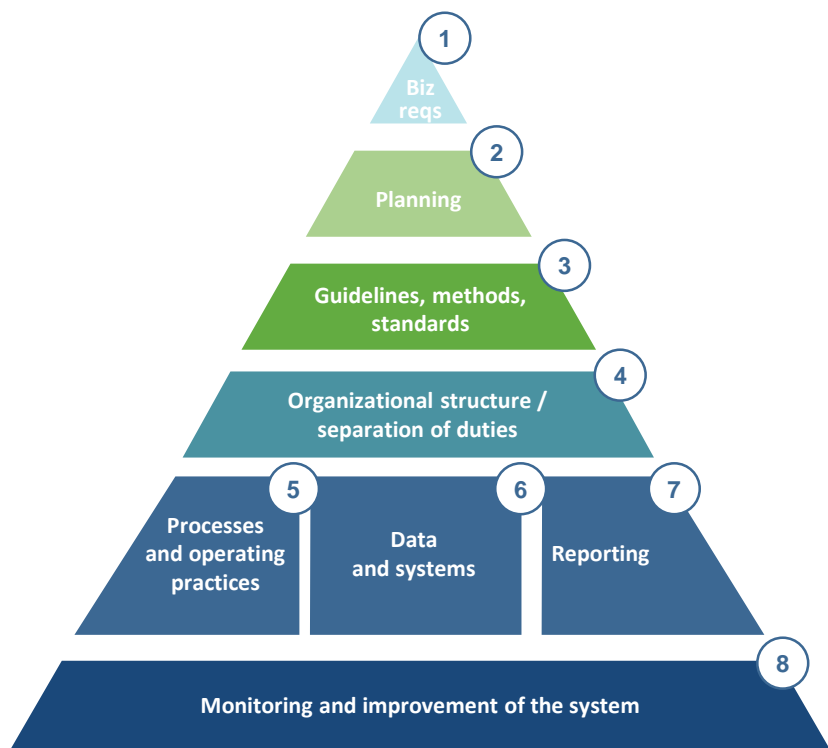 1
Biz
reqs
2
Planning
3
Guidelines, methods,
standards
4
Organizational structure /
separation of duties
5
Processes
and operating
practices
6
Data
and systems
7
Reporting
8
Monitoring and improvement of the system